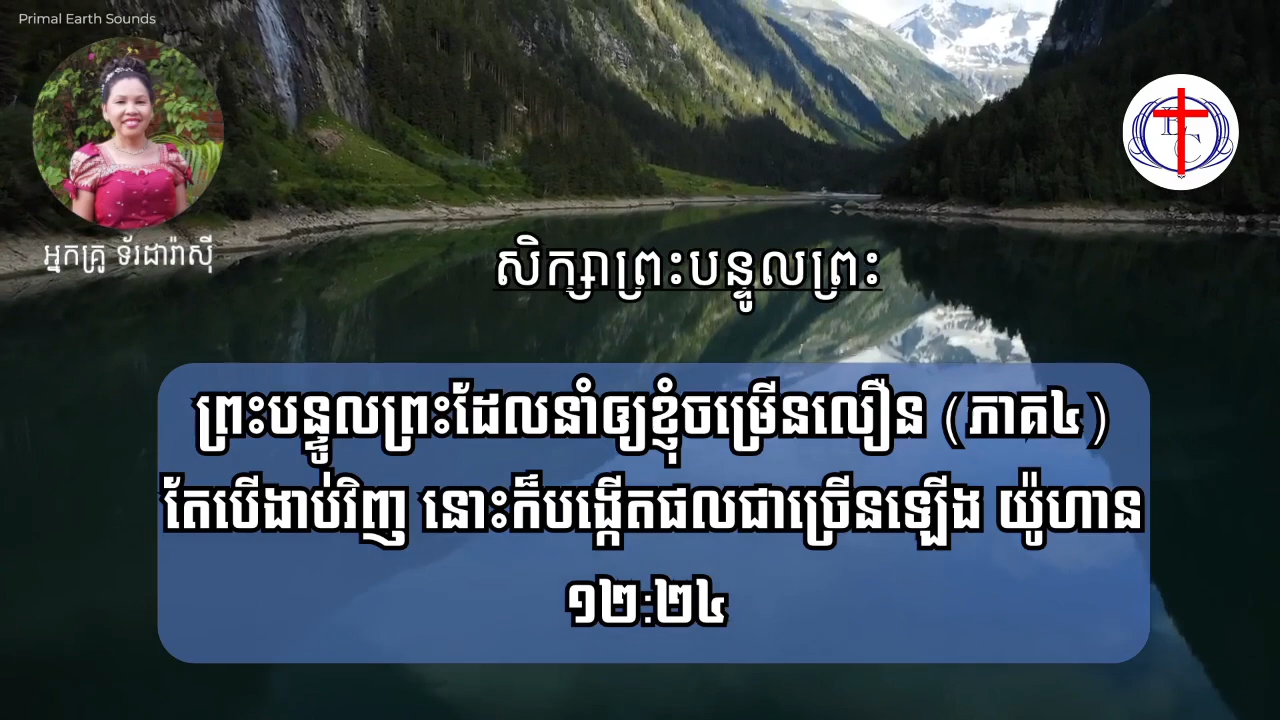 Primal Earth Sounds
អ្នកគ្រូ ទ័រដារ៉ាស៊ី
សិក្សាព្រះបន្ទូលព្រះ
ព្រះបន្ទូលព្រះដែលនាំឲ្យខ្ញុំចម្រើនលឿន (ភាគ៤)
តែបើងាប់វិញ នោះក៏បង្កើតផលជាច្រើនឡើង យ៉ូហាន
១២:២៤